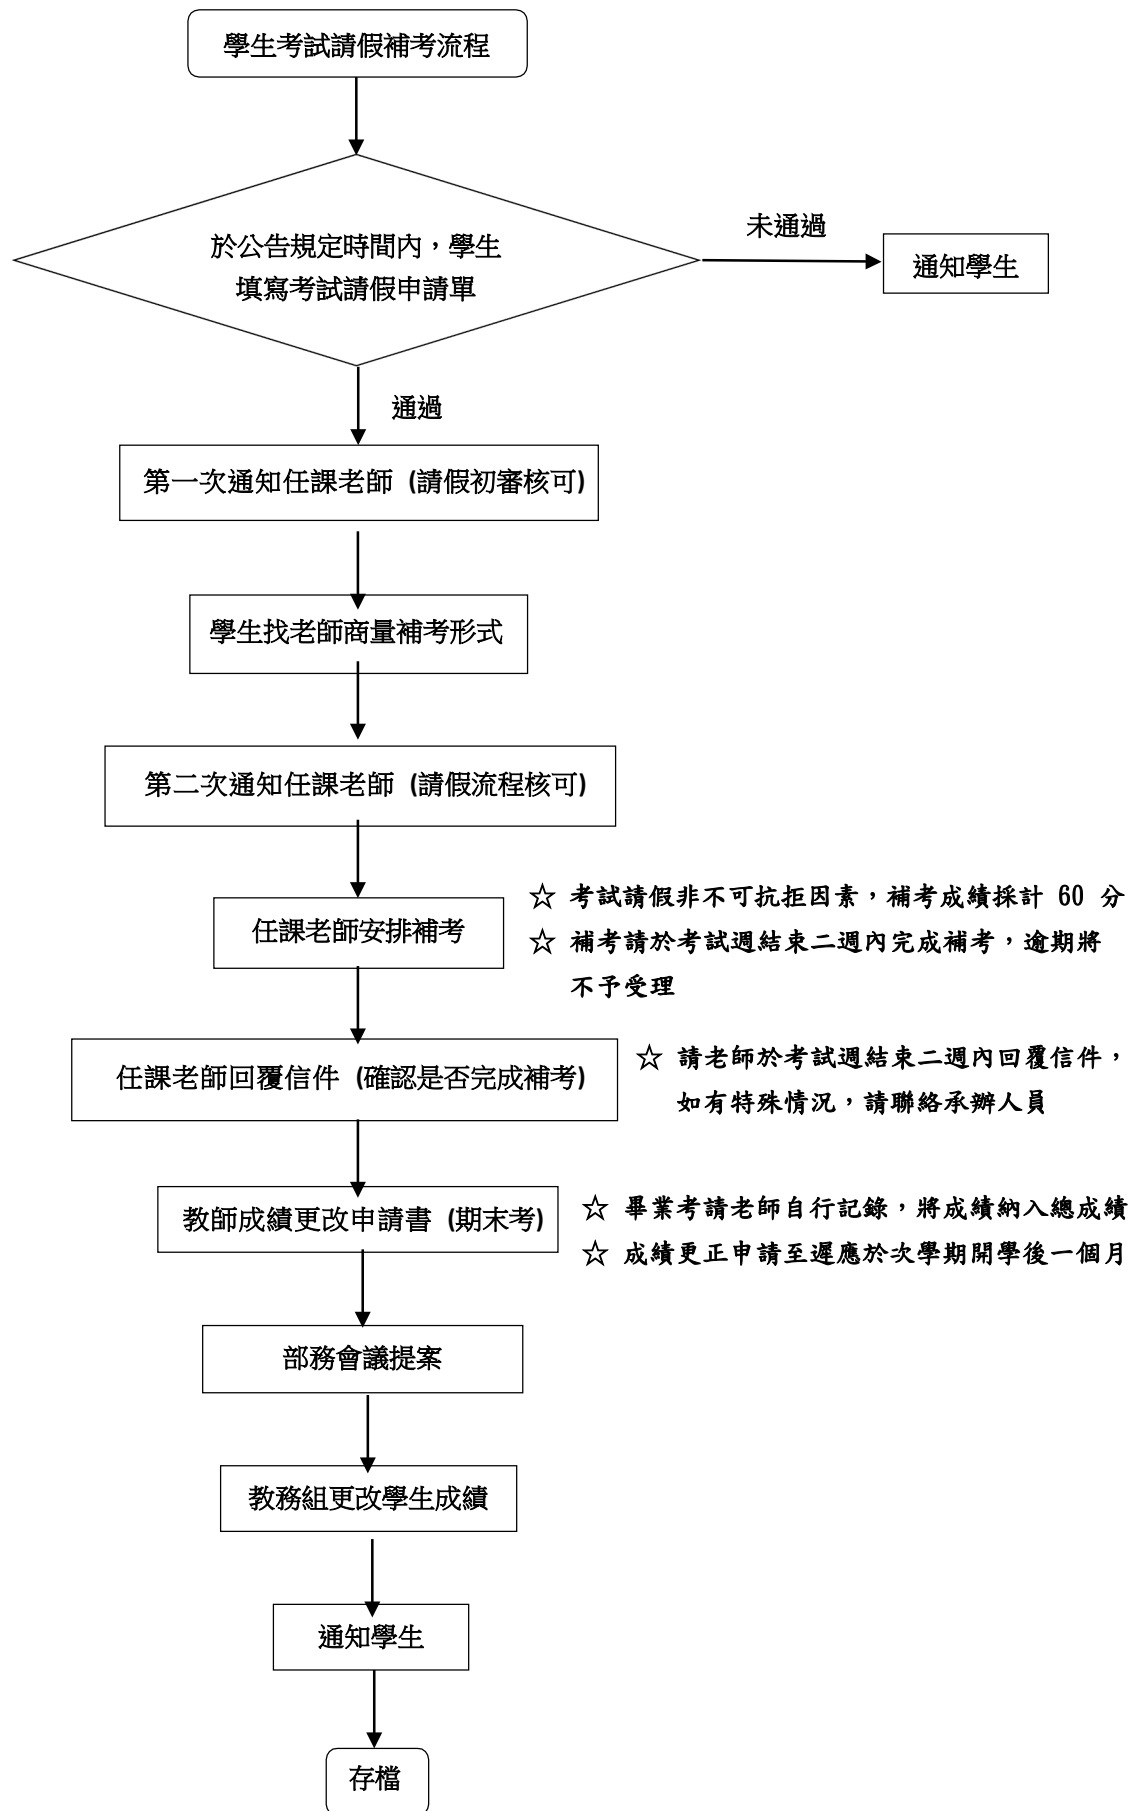 學生考試請假補考流程
於公告規定時間內，學生
填寫考試請假申請單
未通過
通知學生
通過
第一次通知任課老師 (請假初審核可)
學生找老師商量補考形式
第二次通知任課老師 (請假流程核可)
任課老師安排補考
☆ 考試請假非不可抗拒因素，補考成績採計 60 分
☆ 補考請於考試週結束二週內完成補考，逾期將
不予受理
任課老師回覆信件 (確認是否完成補考)
☆ 請老師於考試週結束二週內回覆信件，
如有特殊情況，請聯絡承辦人員
教師成績更改申請書 (期末考)
☆ 畢業考請老師自行記錄，將成績納入總成績
☆ 成績更正申請至遲應於次學期開學後一個月
部務會議提案
教務組更改學生成績
通知學生
存檔